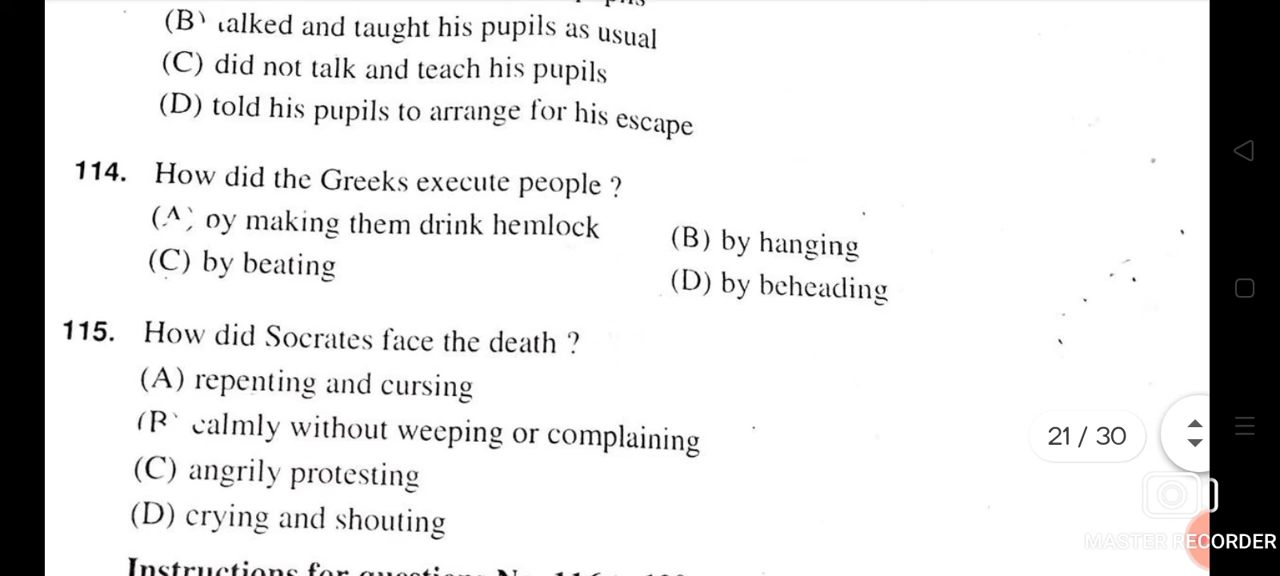 (B) talked and taught his pupils as usual
(C) did not talk and teach his pupils
(D) told his pupils to arrange for his escape
114. How did the Greeks execute people ?
(A) by making them drink hemlock (B) by hanging
(C) by beating (D) by beheading
115. How did Socrates face the death ?
(A) repenting and cursing
(B) calmly without weeping or complaining
(C) angrily protesting
(D) crying and shouting
21 / 30
Instructions for
MASTER RECORDER